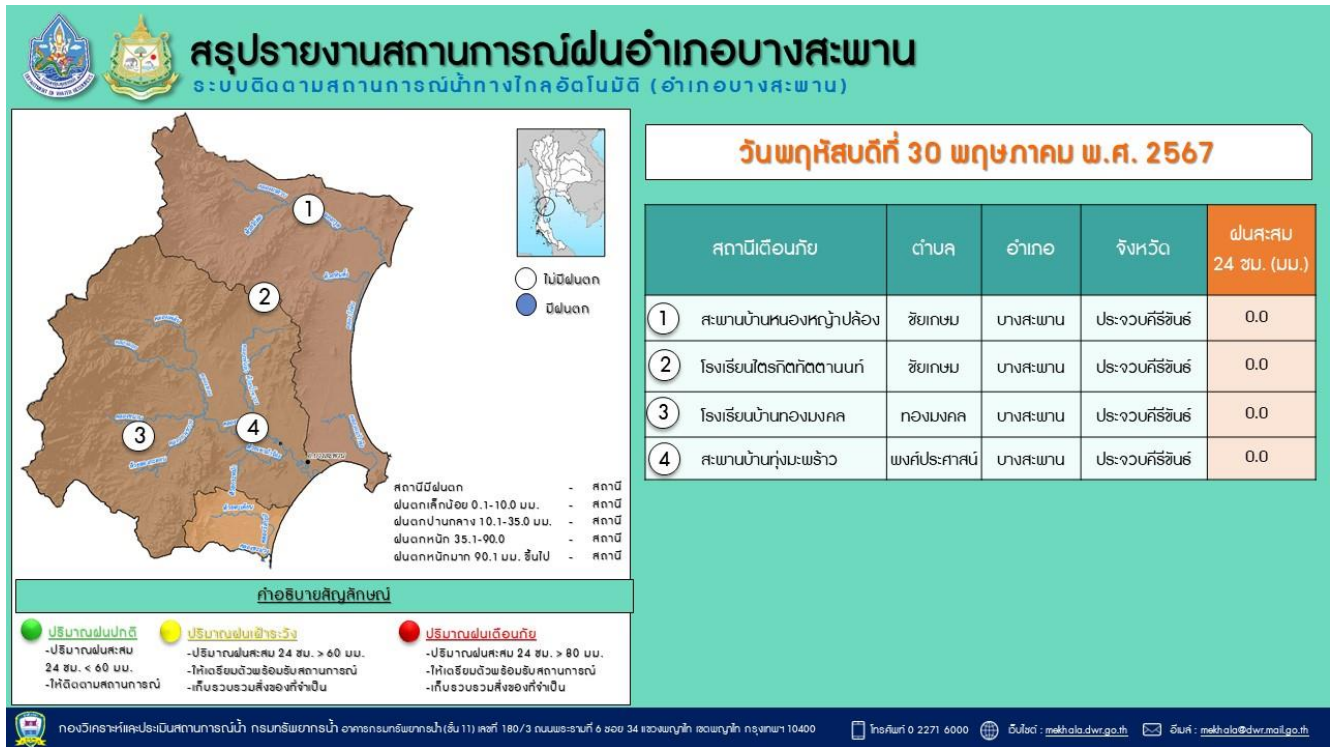 สรุปรายงานสถานการณ์ฝนอำเภอบางสะพาน
ระบบติดตามสถานการณ์น้ำทางไกลอัตโนมัติ (อำเภอบางสะพาน)
1
2
3
4
ไม่มีฝนตก
มีฝนตก
สถานีมีฝนตก - สถานี
ฝนตกเล็กน้อย 0.1-10.0 มม. - สถานี
ฝนตกปานกลาง 10.1-35.0 มม. - สถานี
ฝนตกหนัก 35.1-90.0 - สถานี
ฝนตกหนักมาก 90.1 มม. ขึ้นไป - สถานี
คำอธิบายสัญลักษณ์
ปริมาณฝนปกติ
-ปริมาณฝนสะสม
24 ชม. < 60 มม.
-ให้ติดตามสถานการณ์
ปริมาณฝนเฝ้าระวัง
-ปริมาณฝนสะสม 24 ชม. > 60 มม.
-ให้เตรียมตัวพร้อมรับสถานการณ์
-เก็บรวบรวมสิ่งของที่จำเป็น
ปริมาณฝนเตือนภัย
-ปริมาณฝนสะสม 24 ชม. > 80 มม.
-ให้เตรียมตัวพร้อมรับสถานการณ์
-เก็บรวบรวมสิ่งของที่จำเป็น
วันพฤหัสบดีที่ 30 พฤษภาคม พ.ศ. 2567
สถานีเตือนภัย ตำบล อำเภอ จังหวัด ฝนสะสม
24 ชม. (มม.)
1 สะพานบ้านหนองหญ้าปล้อง ชัยเกษม บางสะพาน ประจวบคีรีขันธ์ 0.0
2 โรงเรียนไตรกิตทัตตานนท์ ชัยเกษม บางสะพาน ประจวบคีรีขันธ์ 0.0
3 โรงเรียนบ้านทองมงคล ทองมงคล บางสะพาน ประจวบคีรีขันธ์ 0.0
4 สะพานบ้านทุ่งมะพร้าว พงศ์ประศาสน์ บางสะพาน ประจวบคีรีขันธ์ 0.0
กองวิเคราะห์และประเมินสถานการณ์น้ำ กรมทรัพยากรน้ำ อาคารกรมทรัพยากรน้ำ (ชั้น 11) เลขที่ 180/3 ถนนพระรามที่ 6 ซอย 34 แขวงพญาไท เขตพญาไท กรุงเทพฯ 10400 โทรศัพท์ 0 2271 6000 เว็บไซต์ : mekhala.dwr.go.th อีเมล์ : mekhala@dwr.mail.go.th